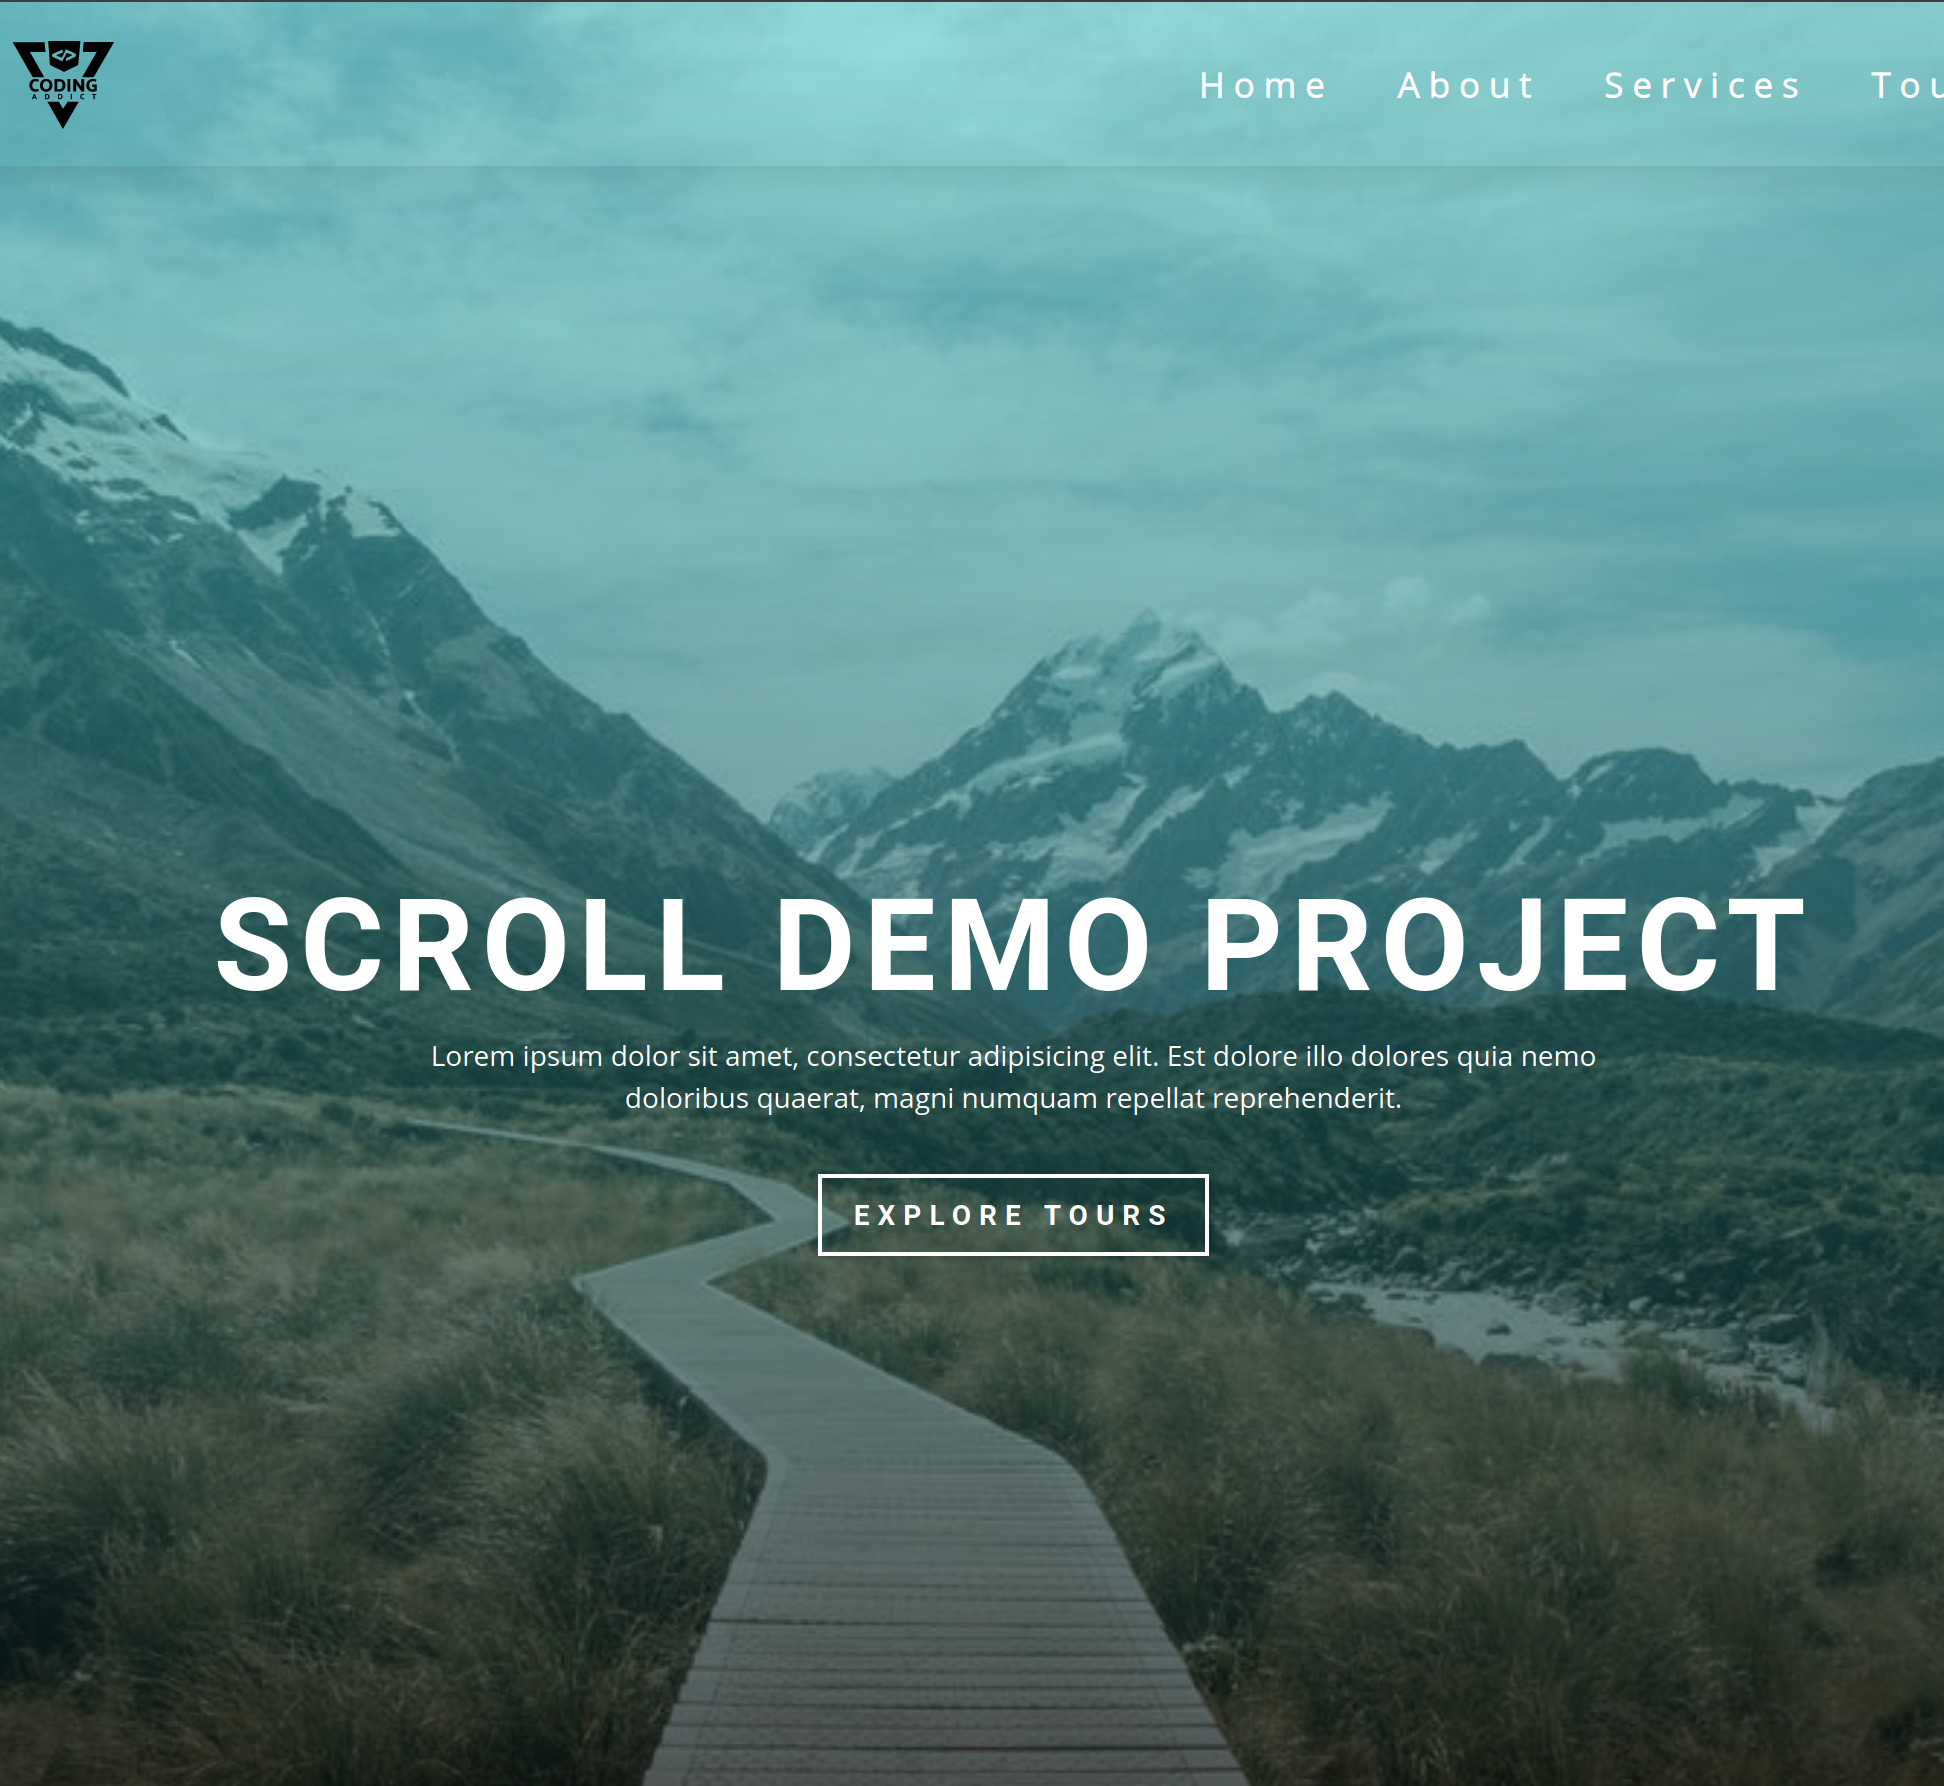 </>
CODING
ADDICT
Home About Services Tou
SCROLL DEMO PROJECT
Lorem ipsum dolor sit amet, consectetur adipisicing elit. Est dolore illo dolores quia nemo
doloribus quaerat, magni numquam repellat reprehenderit.
EXPLORE TOURS